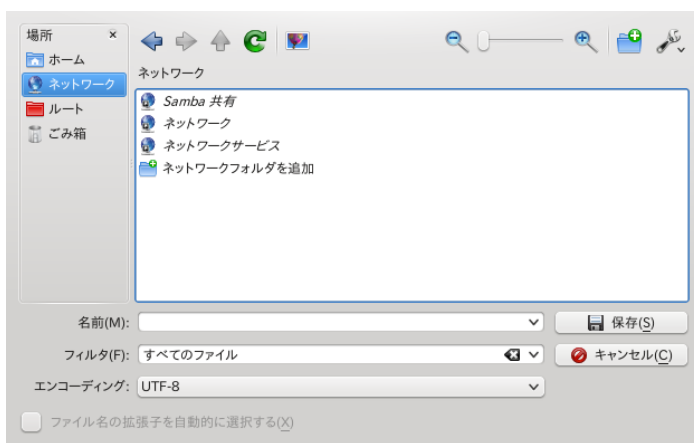 場所
ホーム
ネットワーク
ルート
ごみ箱
ネットワーク
Samba 共有
ネットワーク
ネットワークサービス
ネットワークフォルダを追加
名前(M):
保存(S)
フィルタ(F): すべてのファイル
キャンセル(C)
エンコーディング: UTF-8
ファイル名の拡張子を自動的に選択する(X)